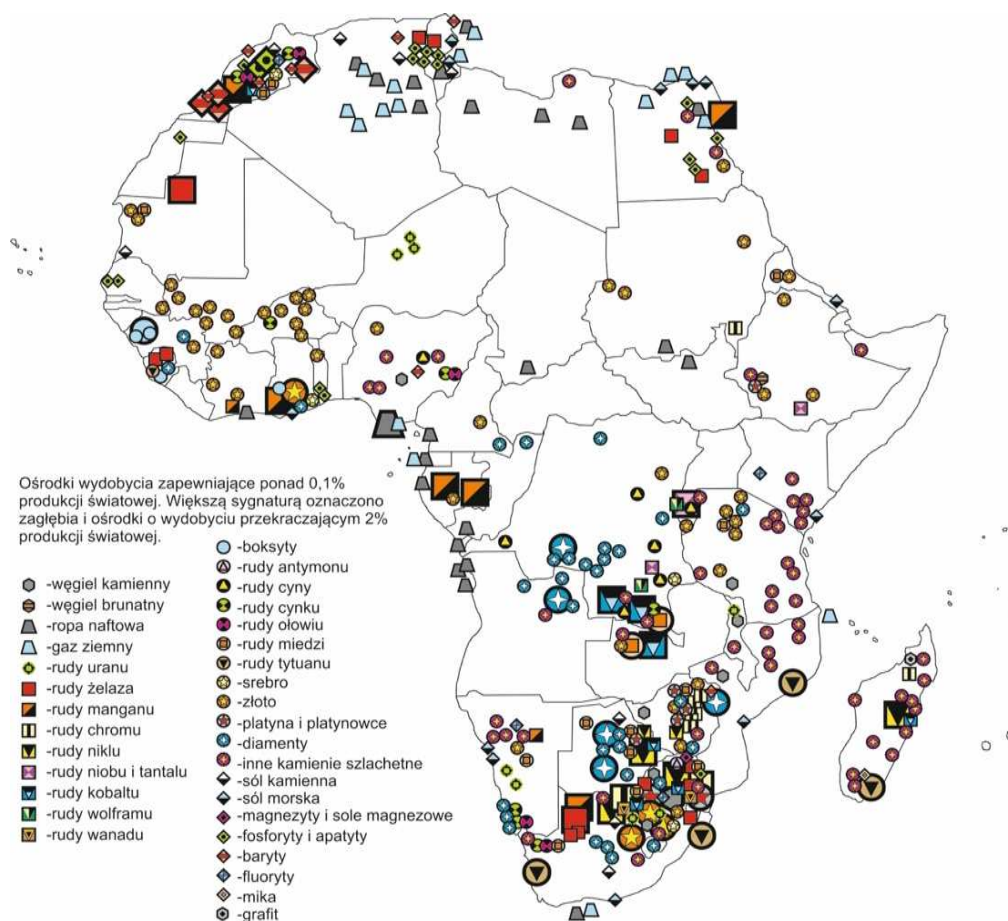 Ośrodki wydobycia zapewniające ponad 0,1%
produkcji światowej. Większą sygnaturą oznaczono
zagłębia i ośrodki o wydobyciu przekraczającym 2%
produkcji światowej.
-węgiel kamienny
-węgiel brunatny
-ropa naftowa
-gaz ziemny
-rudy uranu
-rudy żelaza
-rudy manganu
-rudy chromu
-rudy niklu
-rudy niobu i tantalu
-rudy kobaltu
-rudy wolframu
-rudy wanadu
-boksyty
-rudy antymonu
-rudy cyny
-rudy cynku
-rudy ołowiu
-rudy miedzi
-rudy tytuanu
-srebro
-złoto
-platyna i platynowce
-diamenty
-inne kamienie szlachetne
-sól kamienna
-sól morska
-magnezyty i sole magnezowe
-fosforyty i apatyty
-baryty
-fluoryty
-mika
-grafit